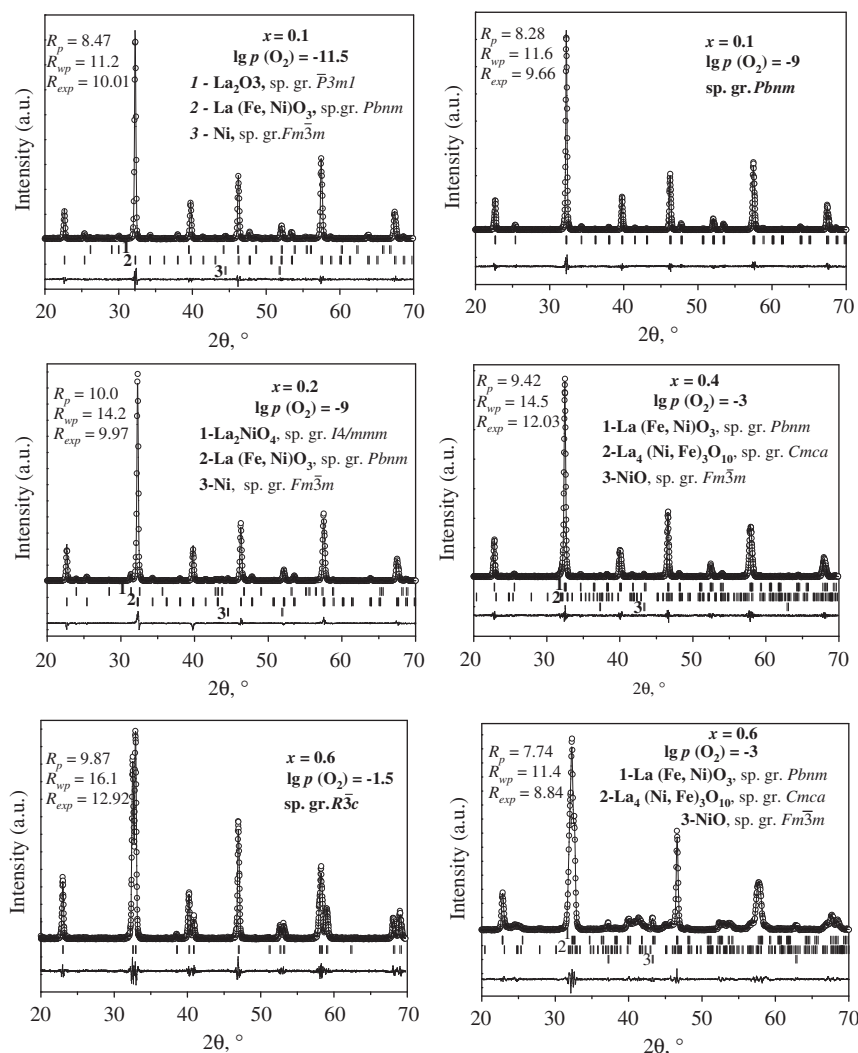 R_p = 8.47
R_wp = 11.2
R_exp = 10.01
x = 0.1
lg p (O₂) = -11.5
1 - La₂O3, sp. gr. P̅3m1
2 - La (Fe, Ni)O₃, sp.gr. Pbnm
3 - Ni, sp. gr.Fm3̅m
Intensity (a.u.)
1
2
3
20 30 40 50 60 70
2θ, °
R_p = 8.28
R_wp = 11.6
R_exp = 9.66
x = 0.1
lg p (O₂) = -9
sp. gr. Pbnm
Intensity (a.u.)
20 30 40 50 60 70
2θ, °
R_p = 10.0
R_wp = 14.2
R_exp = 9.97
x = 0.2
lg p (O₂) = -9
1-La₂NiO₄, sp. gr. I4/mmm
2-La (Fe, Ni)O₃, sp. gr. Pbnm
3-Ni, sp. gr. Fm3̅m
Intensity (a.u.)
1
2
3
20 30 40 50 60 70
2θ, °
R_p = 9.42
R_wp = 14.5
R_exp = 12.03
x = 0.4
lg p (O₂) = -3
1-La (Fe, Ni)O₃, sp. gr. Pbnm
2-La₄ (Ni, Fe)₃O₁₀, sp. gr. Cmca
3-NiO, sp. gr. Fm3̅m
Intensity (a.u.)
1
2
3
20 30 40 50 60 70
2θ, °
R_p = 9.87
R_wp = 16.1
R_exp = 12.92
x = 0.6
lg p (O₂) = -1.5
sp. gr.R3̅c
Intensity (a.u.)
20 30 40 50 60 70
2θ, °
R_p = 7.74
R_wp = 11.4
R_exp = 8.84
x = 0.6
lg p (O₂) = -3
1-La (Fe, Ni)O₃, sp. gr. Pbnm
2-La₄ (Ni, Fe)₃O₁₀, sp. gr. Cmca
3-NiO, sp. gr. Fm3̅m
Intensity (a.u.)
2
3
20 30 40 50 60 70
2θ, °